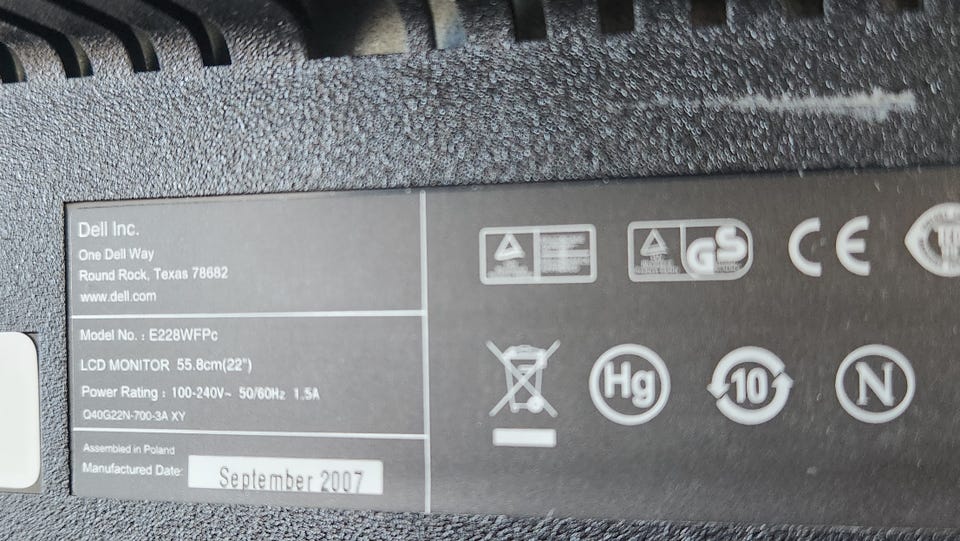 Dell Inc.
One Dell Way
Round Rock, Texas 78682
www.dell.com
Model No. : E228WFPc
LCD MONITOR 55.8cm(22")
Power Rating : 100-240V~ 50/60Hz 1.5A
Q40G22N-700-3A XY
Assembled in Poland
Manufactured Date:
September 2007
GS
CE
Hg
10
N